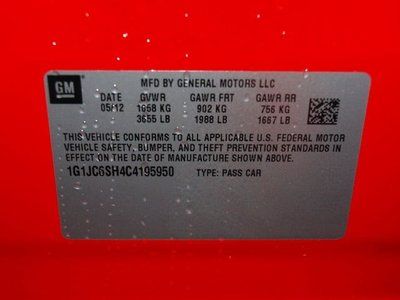 GM
MFD BY GENERAL MOTORS LLC
DATE GVWR GAWR FRT GAWR RR
05/12 1658 KG 902 KG 756 KG
3655 LB 1988 LB 1667 LB
THIS VEHICLE CONFORMS TO ALL APPLICABLE U.S. FEDERAL MOTOR
VEHICLE SAFETY, BUMPER, AND THEFT PREVENTION STANDARDS IN
EFFECT ON THE DATE OF MANUFACTURE SHOWN ABOVE.
1G1JC6SH4C4195950 TYPE: PASS CAR